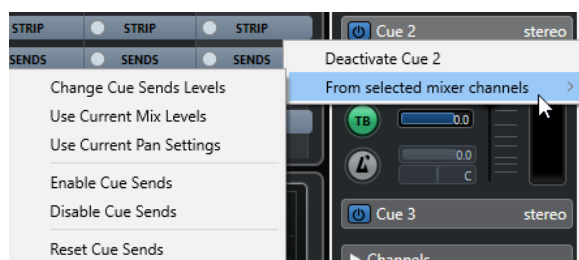 STRIP
STRIP
STRIP
Cue 2
stereo
SENDS
SENDS
SENDS
Deactivate Cue 2
From selected mixer channels
Change Cue Sends Levels
Use Current Mix Levels
Use Current Pan Settings
Enable Cue Sends
Disable Cue Sends
Reset Cue Sends
TB
0.0
0.0
C
Cue 3
stereo
Channels